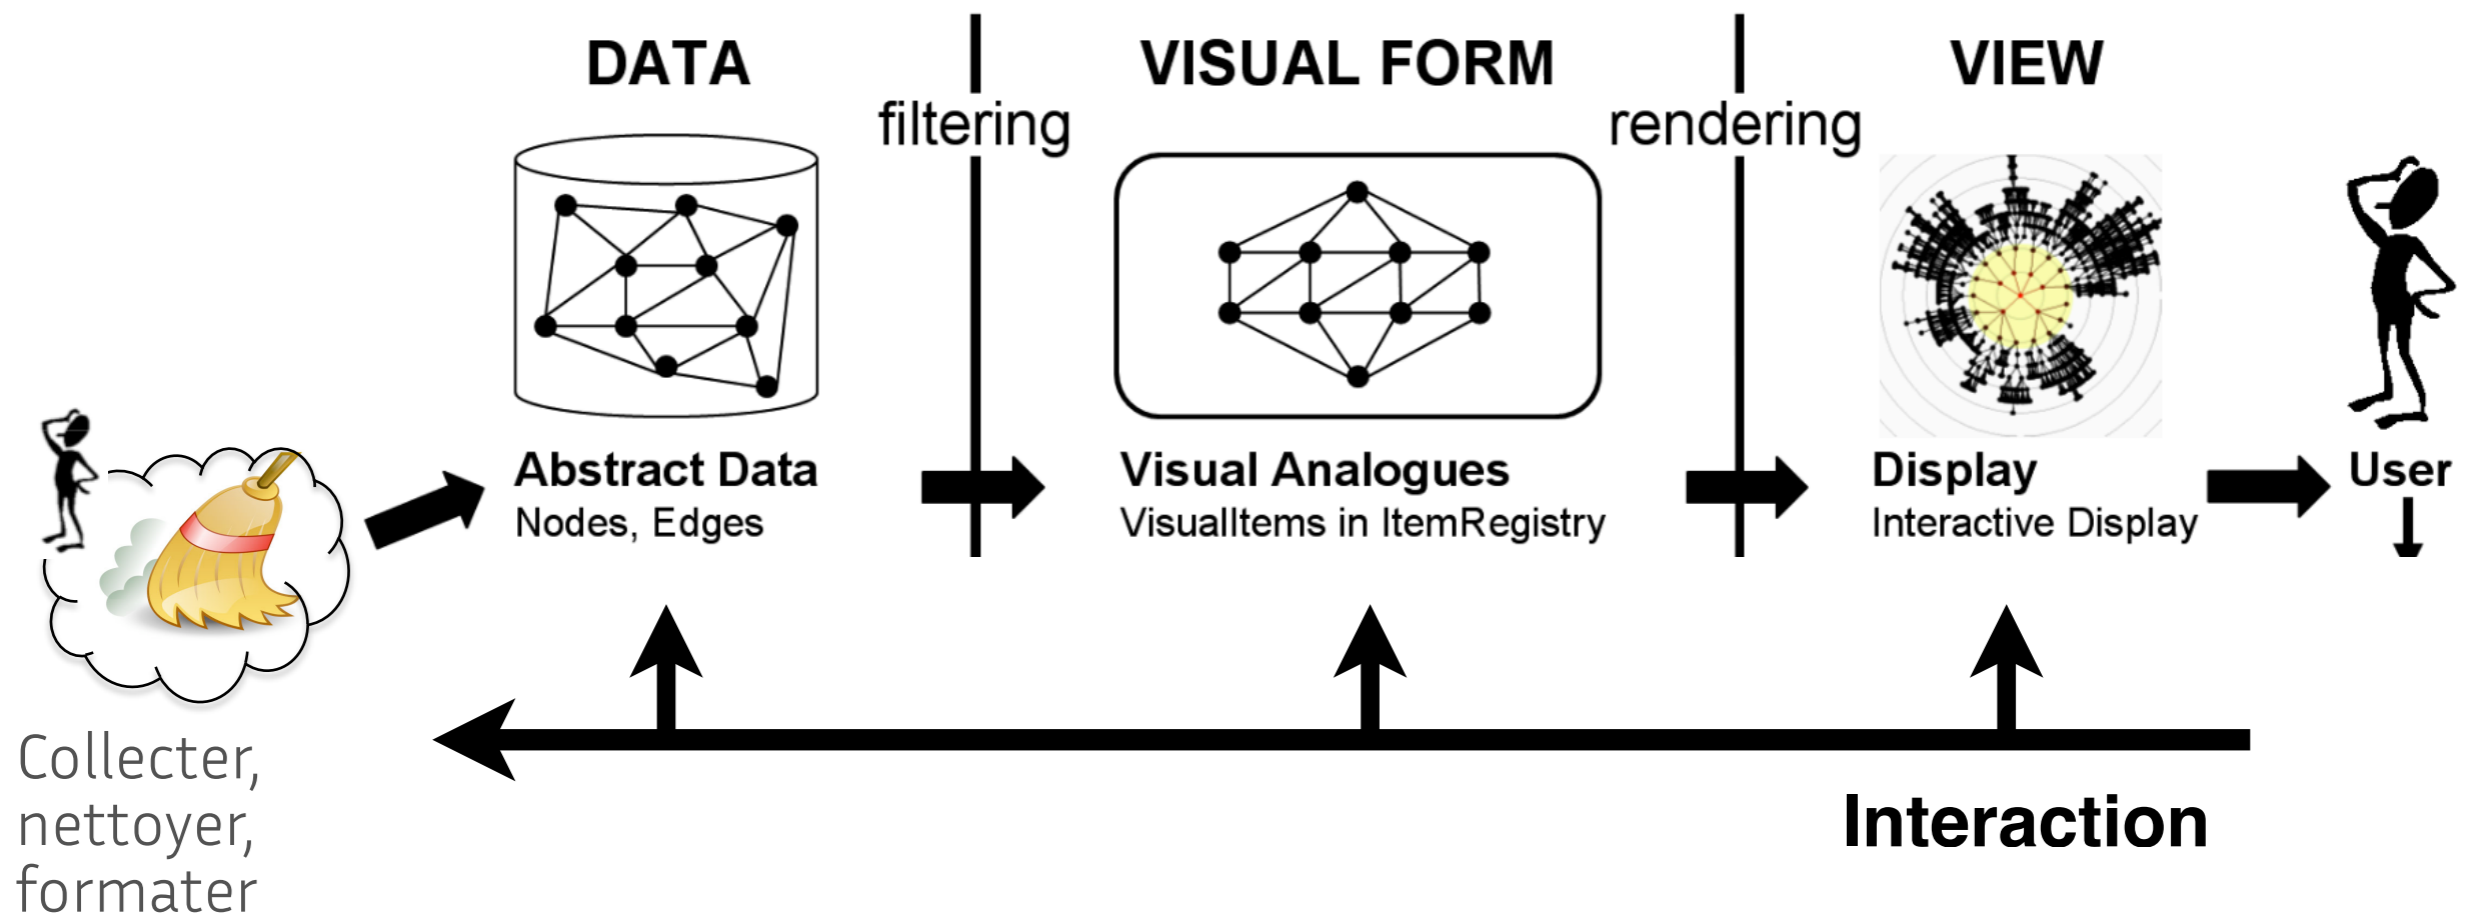 DATA
filtering
VISUAL FORM
rendering
VIEW
Abstract Data
Nodes, Edges
Visual Analogues
VisualItems in ItemRegistry
Display
Interactive Display
User
Interaction
Collecter,
nettoyer,
formater